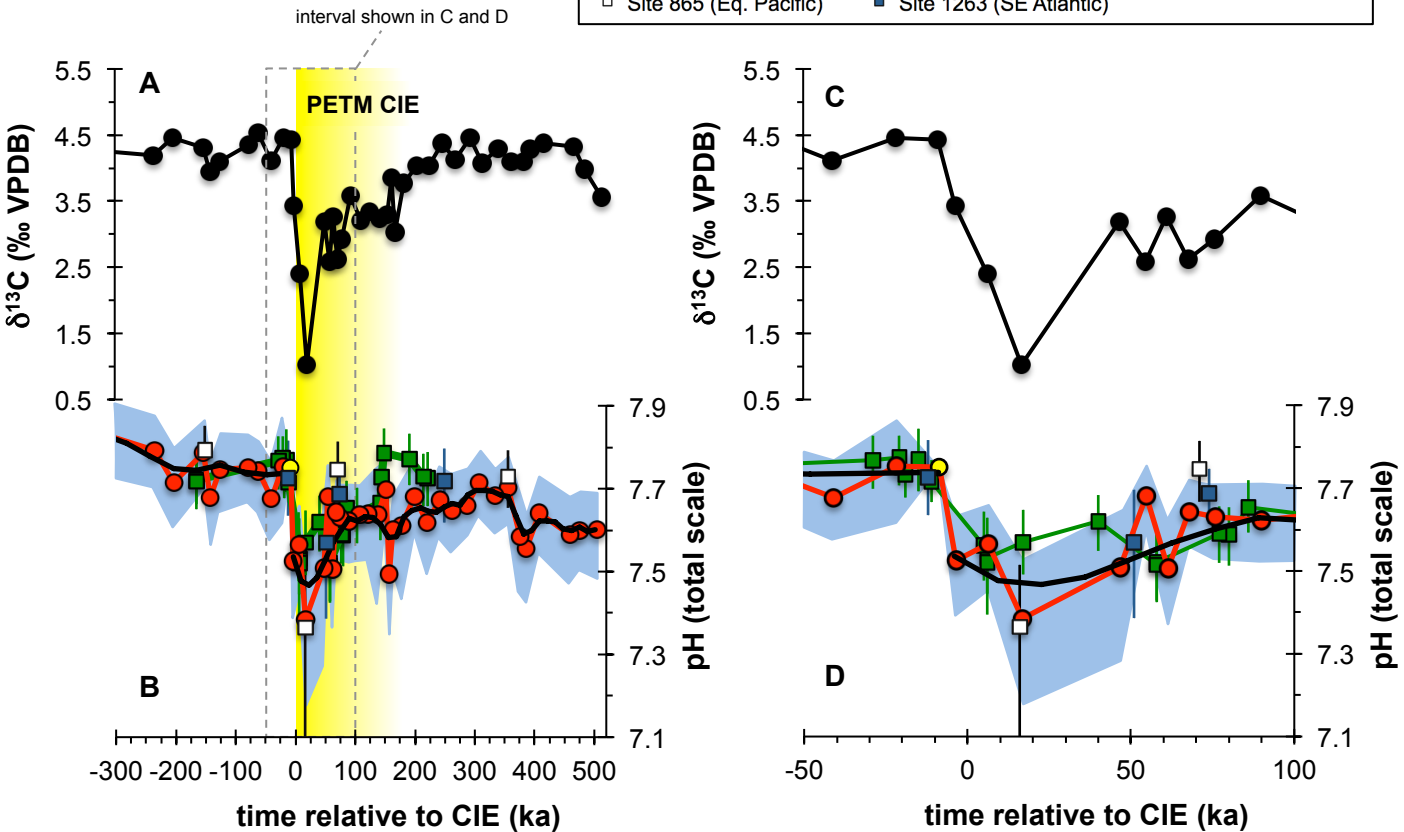 interval shown in C and D
Site 865 (Eq. Pacific)
Site 1263 (SE Atlantic)
A
PETM CIE
5.5
4.5
3.5
2.5
1.5
0.5
δ13C (‰ VPDB)
B
7.9
7.7
7.5
7.3
7.1
pH (total scale)
-300 -200 -100 0 100 200 300 400 500
time relative to CIE (ka)
C
5.5
4.5
3.5
2.5
1.5
0.5
δ13C (‰ VPDB)
D
7.9
7.7
7.5
7.3
7.1
pH (total scale)
-50 0 50 100
time relative to CIE (ka)